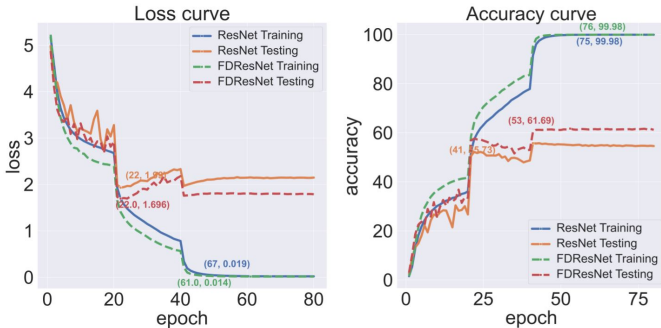 Loss curve
5
4
3
2
1
0
loss
0
20
40
60
80
epoch
ResNet Training
ResNet Testing
FDResNet Training
FDResNet Testing
(22.0, 1.696)
(67, 0.019)
(61.0, 0.014)
Accuracy curve
100
80
60
40
20
0
accuracy
0
25
50
75
epoch
(76, 99.98)
(75, 99.98)
(53, 61.69)
ResNet Training
ResNet Testing
FDResNet Training
FDResNet Testing